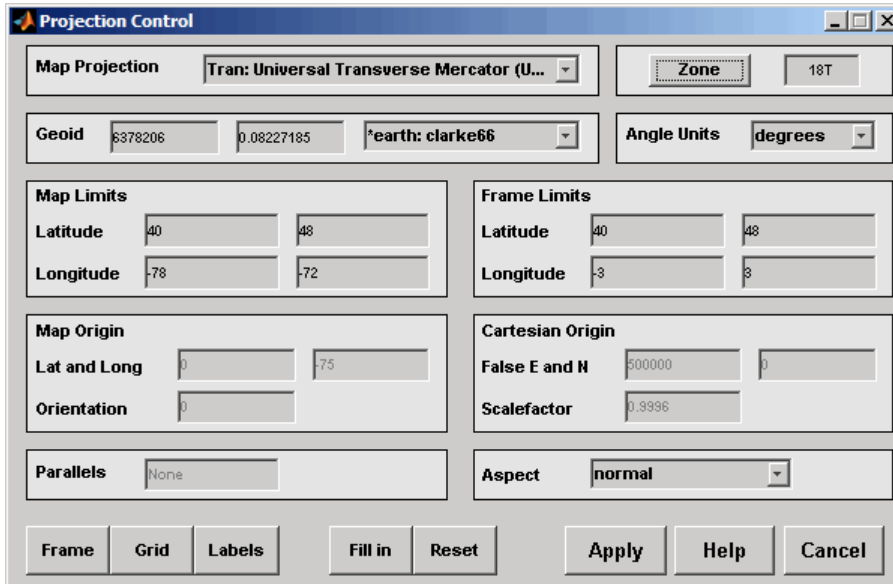 Projection Control
Map Projection Tran: Universal Transverse Mercator (U... Zone 18T
Geoid 6378206 0.08227185 *earth: clarke66 Angle Units degrees
Map Limits
Latitude 40 48
Longitude -78 -72
Frame Limits
Latitude 40 48
Longitude -3 3
Map Origin
Lat and Long 0 -75
Orientation 0
Cartesian Origin
False E and N 500000 0
Scalefactor 0.9996
Parallels None
Aspect normal
Frame Grid Labels Fill in Reset Apply Help Cancel